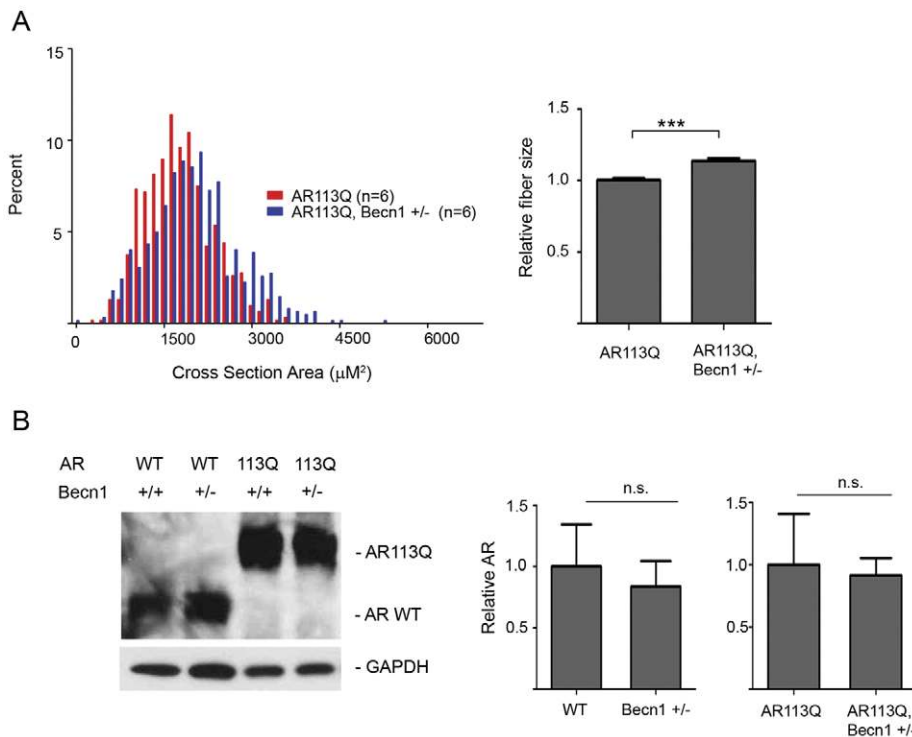 A
15
10
5
Percent
AR113Q (n=6)
AR113Q, Becn1 +/- (n=6)
0
1500
3000
4500
6000
Cross Section Area (μM²)
1.5
1.0
0.5
Relative fiber size
***
AR113Q
AR113Q,
Becn1 +/-
B
AR WT WT 113Q 113Q
Becn1 +/+ +/- +/+ +/-
- AR113Q
- AR WT
- GAPDH
1.5
1.0
0.5
Relative AR
n.s.
WT
Becn1 +/-
1.5
1.0
0.5
n.s.
AR113Q
AR113Q,
Becn1 +/-